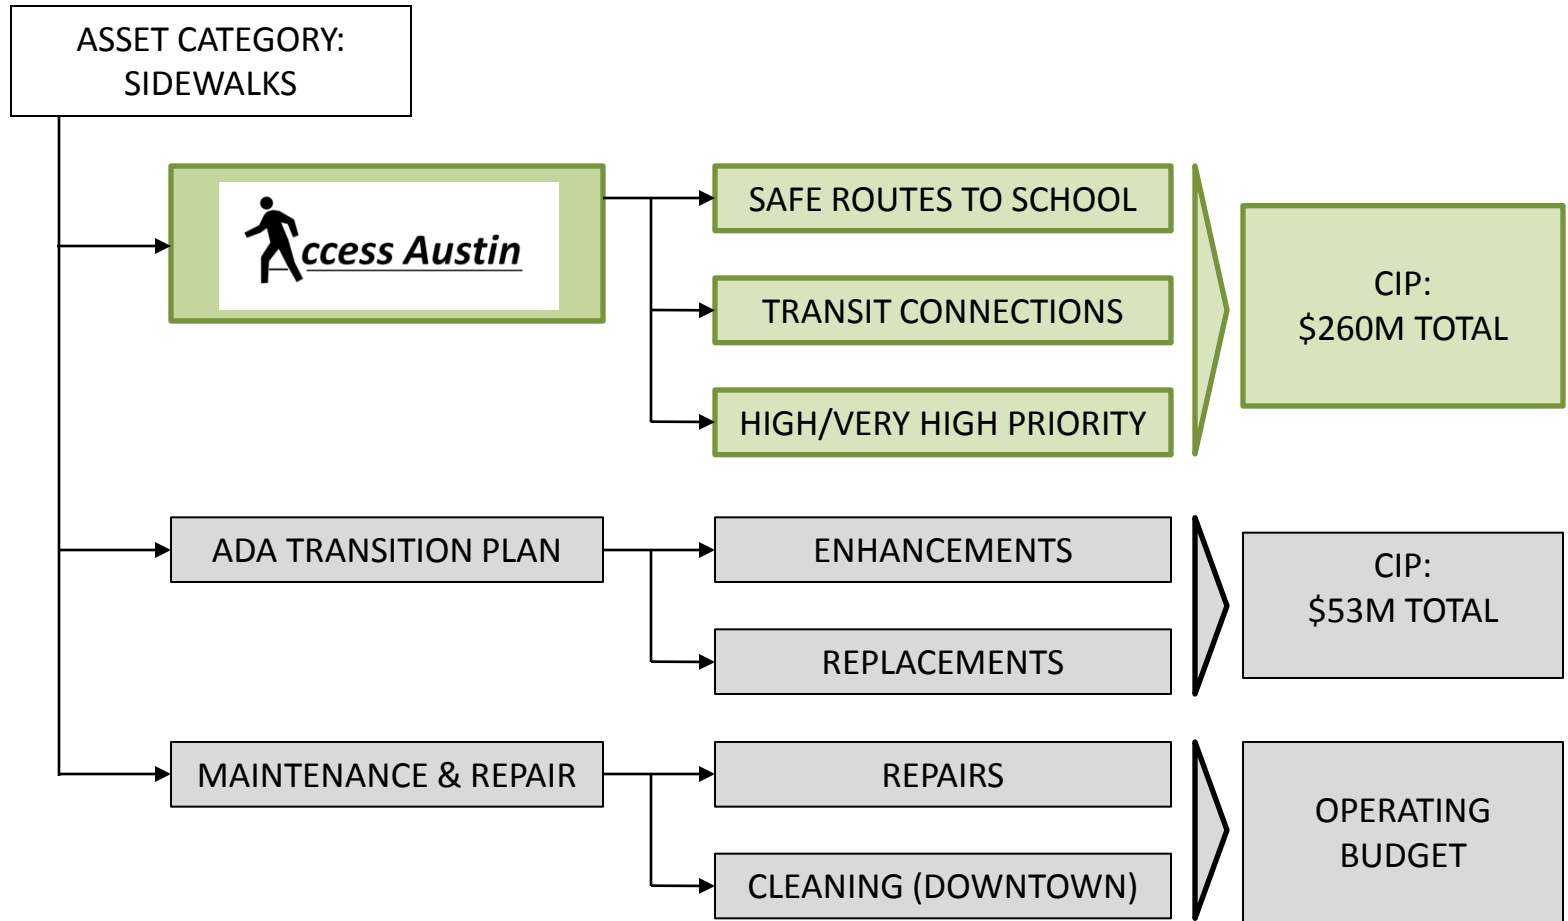 ASSET CATEGORY:
SIDEWALKS
Access Austin
SAFE ROUTES TO SCHOOL
TRANSIT CONNECTIONS
HIGH/VERY HIGH PRIORITY
CIP:
$260M TOTAL
ADA TRANSITION PLAN
ENHANCEMENTS
REPLACEMENTS
CIP:
$53M TOTAL
MAINTENANCE & REPAIR
REPAIRS
CLEANING (DOWNTOWN)
OPERATING
BUDGET